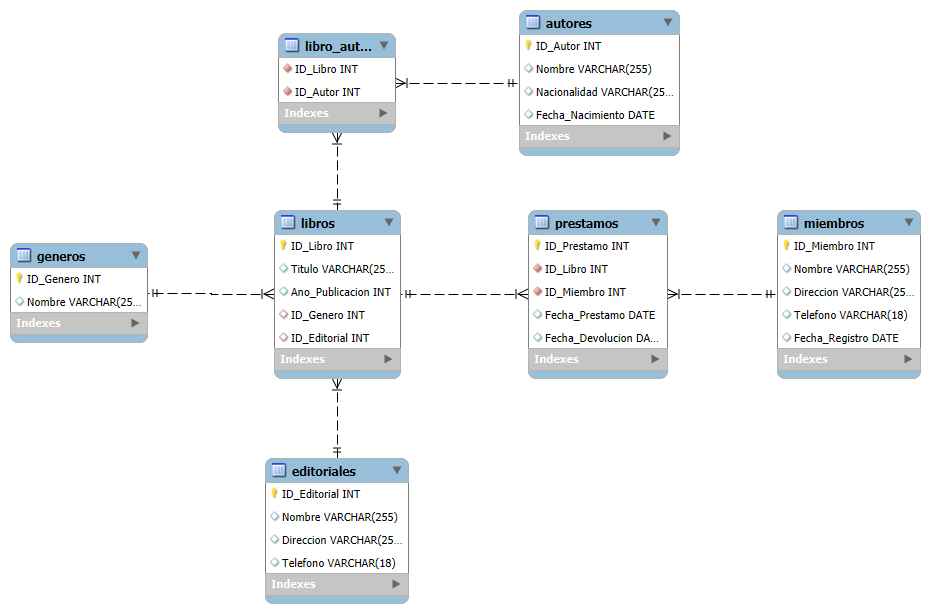 autores
ID_Autor INT
Nombre VARCHAR(255)
Nacionalidad VARCHAR(25...
Fecha_Nacimiento DATE
Indexes
libro_aut...
ID_Libro INT
ID_Autor INT
Indexes
generos
ID_Genero INT
Nombre VARCHAR(25...
Indexes
libros
ID_Libro INT
Titulo VARCHAR(25...
Ano_Publicacion INT
ID_Genero INT
ID_Editorial INT
Indexes
prestamos
ID_Prestamo INT
ID_Libro INT
ID_Miembro INT
Fecha_Prestamo DATE
Fecha_Devolucion DA...
Indexes
miembros
ID_Miembro INT
Nombre VARCHAR(255)
Direccion VARCHAR(25...
Telefono VARCHAR(18)
Fecha_Registro DATE
Indexes
editoriales
ID_Editorial INT
Nombre VARCHAR(255)
Direccion VARCHAR(25...
Telefono VARCHAR(18)
Indexes